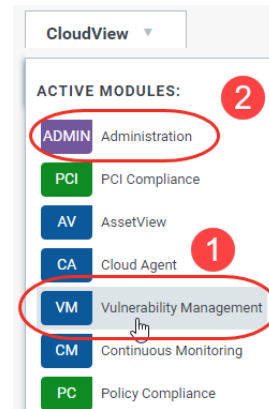 CloudView ▼
ACTIVE MODULES:
2
ADMIN Administration
PCI PCI Compliance
AV AssetView
1
CA Cloud Agent
VM Vulnerability Management
CM Continuous Monitoring
PC Policy Compliance